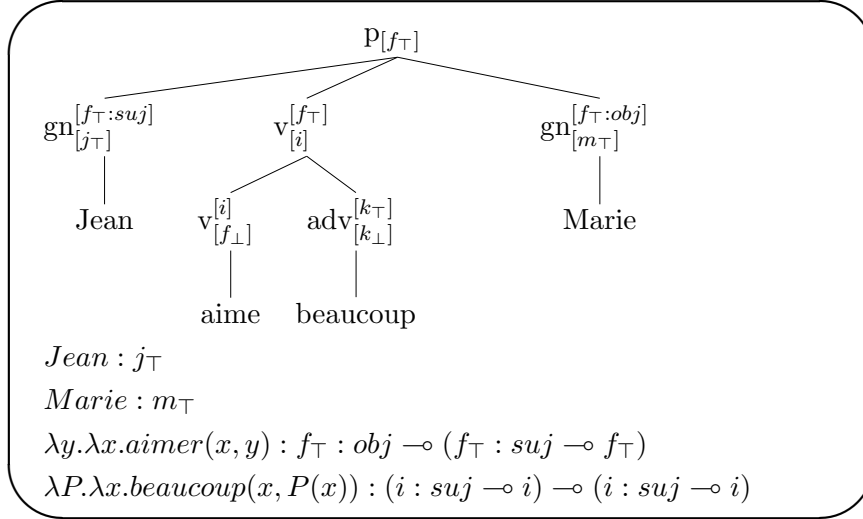 p[f⊤]
gn[j⊤][f⊤:suj] v[i][f⊤] gn[m⊤][f⊤:obj]
Jean v[f⊥][i] adv[k⊥][k⊤] Marie
aime beaucoup
Jean : j⊤
Marie : m⊤
λy.λx.aimer(x, y) : f⊤ : obj ⊸ (f⊤ : suj ⊸ f⊤)
λP.λx.beaucoup(x, P(x)) : (i : suj ⊸ i) ⊸ (i : suj ⊸ i)